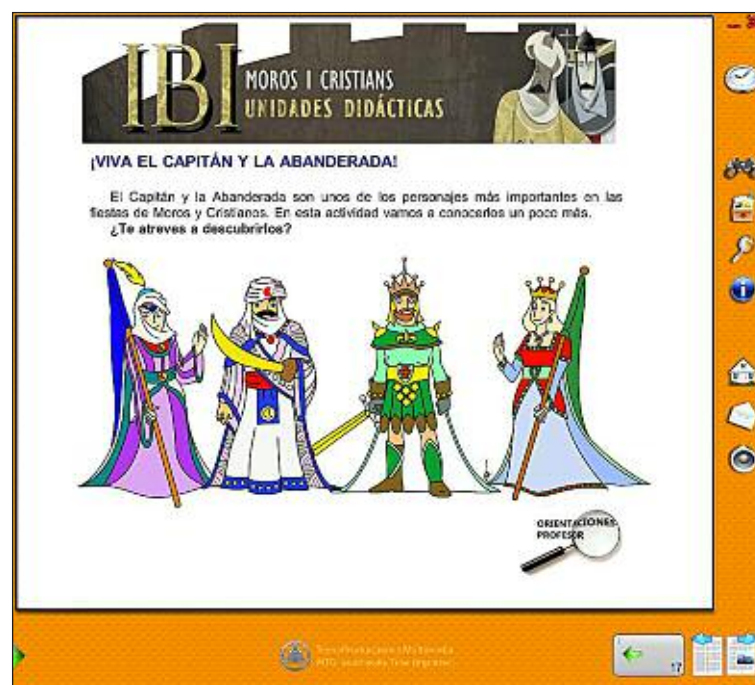 IBI
MOROS I CRISTIANS
UNIDADES DIDÁCTICAS
¡VIVA EL CAPITÁN Y LA ABANDERADA!
El Capitán y la Abanderada son unos de los personajes más importantes en las
fiestas de Moros y Cristianos. En esta actividad vamos a conocerlos un poco más.
¿Te atreves a descubrirlos?
ORIENTACIONES
PROFESOR
17